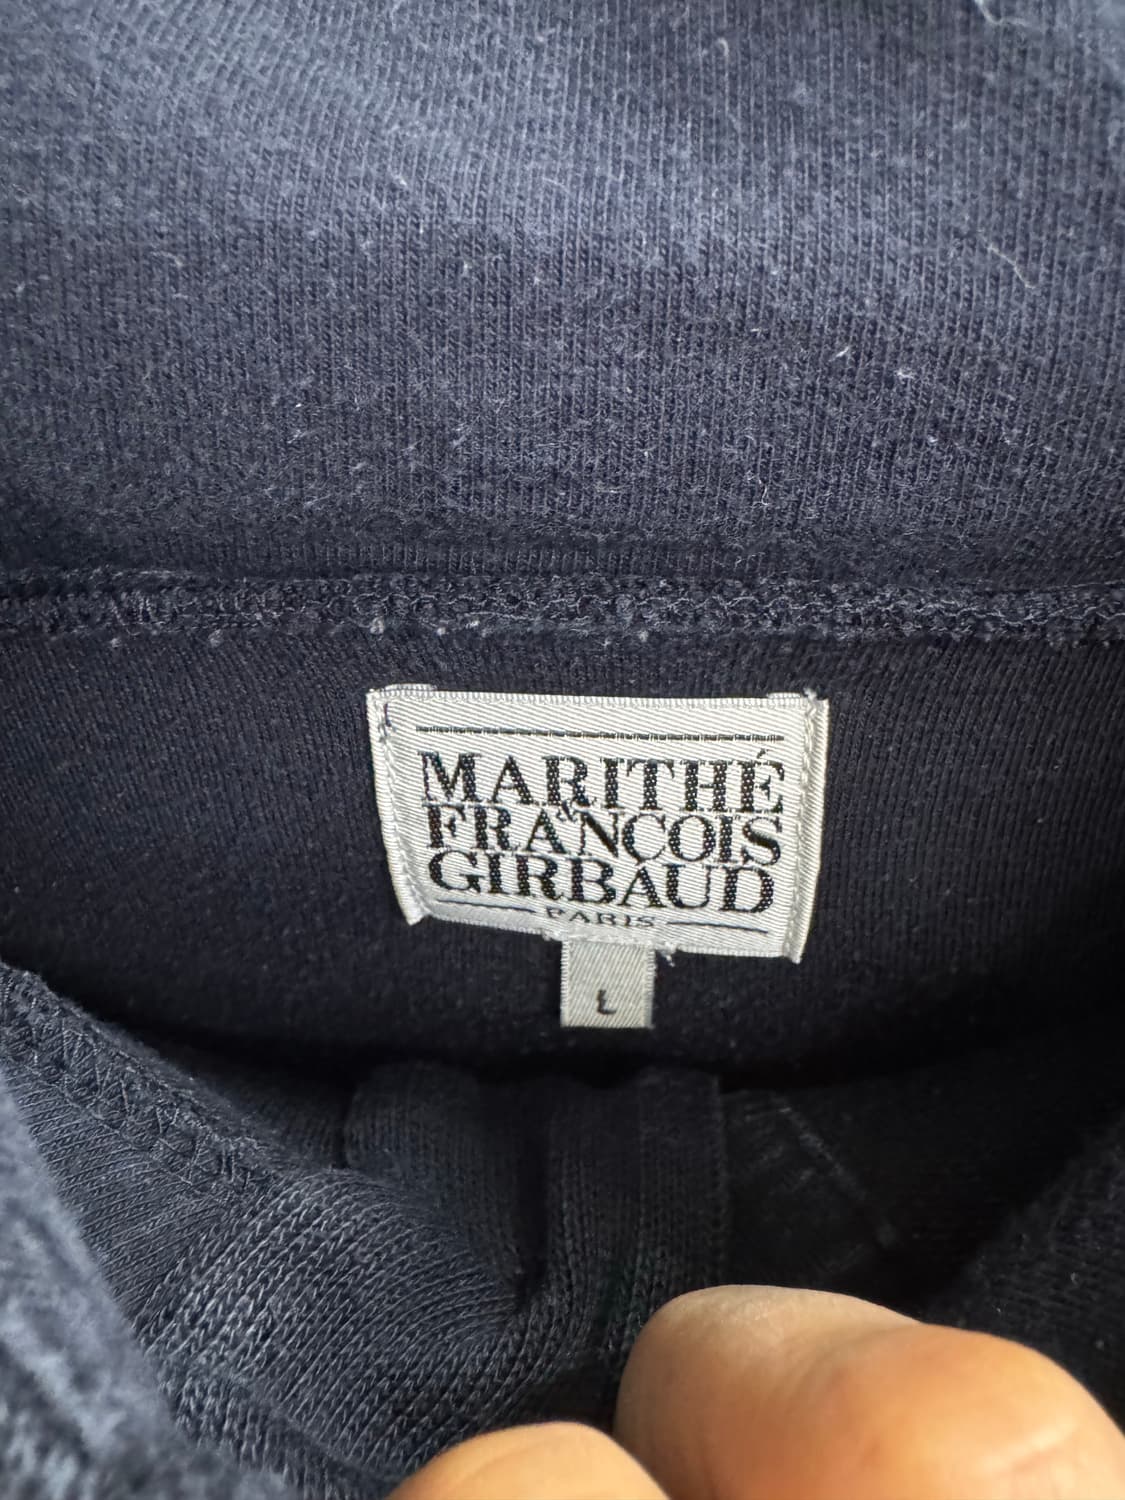 MARITHÉ
&
FRANÇOIS
GIRBAUD
PARIS
L